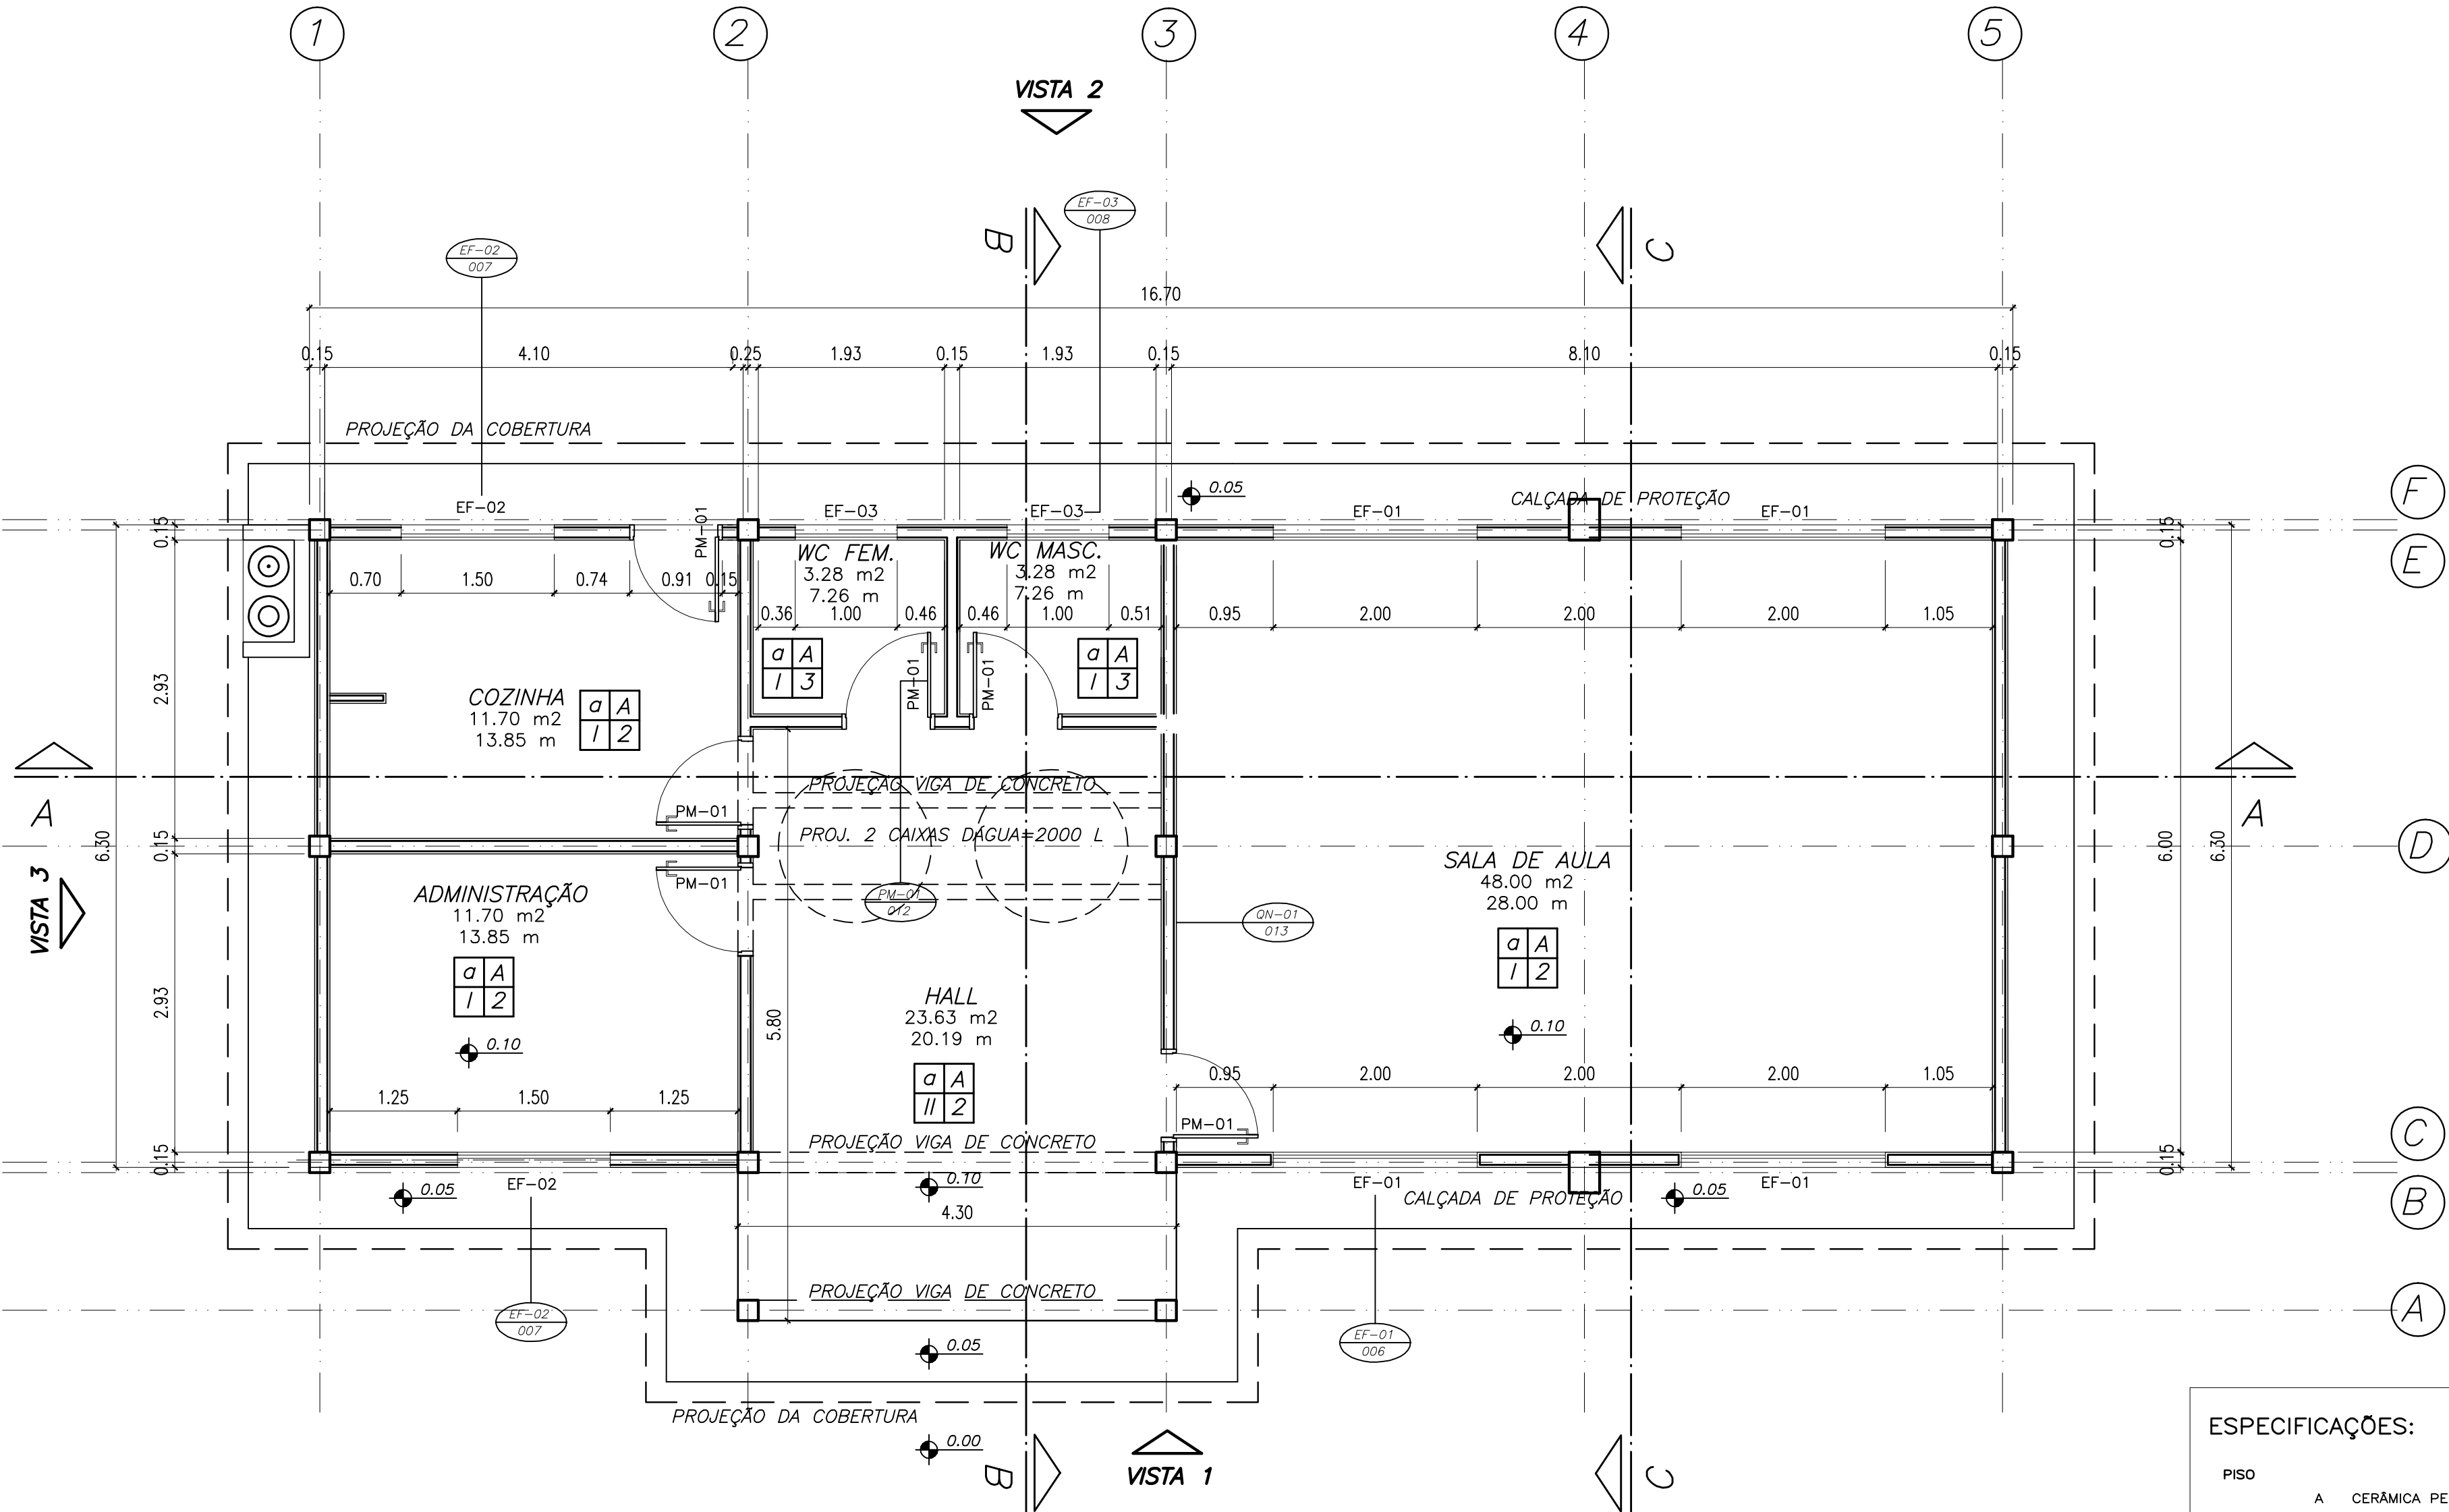 1 2 3 4 5
VISTA 2
EF-03
008
B
C
EF-02
007
16.70
0.15 4.10 0.25 1.93 0.15 1.93 0.15 8.10 0.15
PROJEÇÃO DA COBERTURA
0.05
CALÇADA DE PROTEÇÃO
EF-02
PM-01
EF-03
EF-03
EF-01
EF-01
F
E
0.15
0.15
WC FEM.
3.28 m2
7.26 m
WC MASC.
3.28 m2
7.26 m
0.70 1.50 0.74 0.91 0.15
0.36 1.00 0.46 0.46 1.00 0.51
0.95 2.00 2.00 2.00 1.05
a A
I 3
a A
I 3
PM-01
PM-01
2.93
COZINHA
11.70 m2
13.85 m
a A
I 2
A
A
PROJEÇÃO VIGA DE CONCRETO
PM-01
PROJ. 2 CAIXAS DÁGUA=2000 L
6.30
0.15
6.00
6.30
D
VISTA 3
PM-01
PM-01
012
QN-01
013
SALA DE AULA
48.00 m2
28.00 m
a A
I 2
ADMINISTRAÇÃO
11.70 m2
13.85 m
a A
I 2
2.93
5.80
HALL
23.63 m2
20.19 m
a A
II 2
0.10
0.10
1.25 1.50 1.25
0.95 2.00 2.00 2.00 1.05
PM-01
PROJEÇÃO VIGA DE CONCRETO
0.15
0.15
C
B
0.05
EF-02
0.10
EF-01
CALÇADA DE PROTEÇÃO
0.05
EF-01
4.30
PROJEÇÃO VIGA DE CONCRETO
A
EF-02
007
EF-01
006
0.05
PROJEÇÃO DA COBERTURA
0.00
B
VISTA 1
C
ESPECIFICAÇÕES:
PISO
A CERÂMICA PE